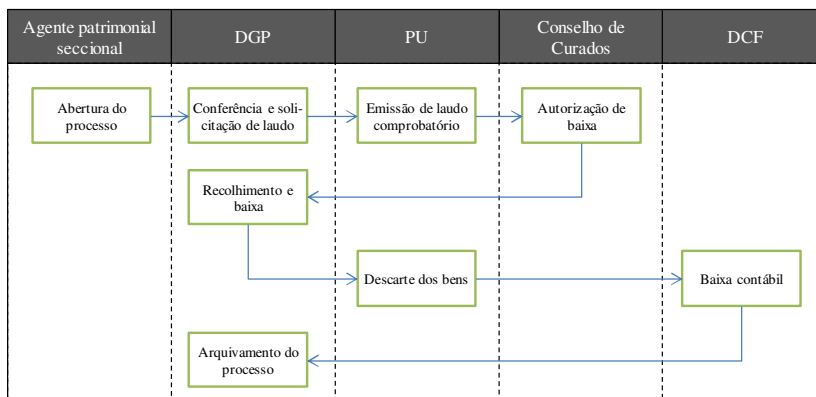 Agente patrimonial
seccional
DGP
PU
Conselho de
Curados
DCF
Abertura do
processo
Conferência e soli-
citação de laudo
Emissão de laudo
comprobatório
Autorização de
baixa
Recolhimento e
baixa
Descarte dos bens
Baixa contábil
Arquivamento do
processo